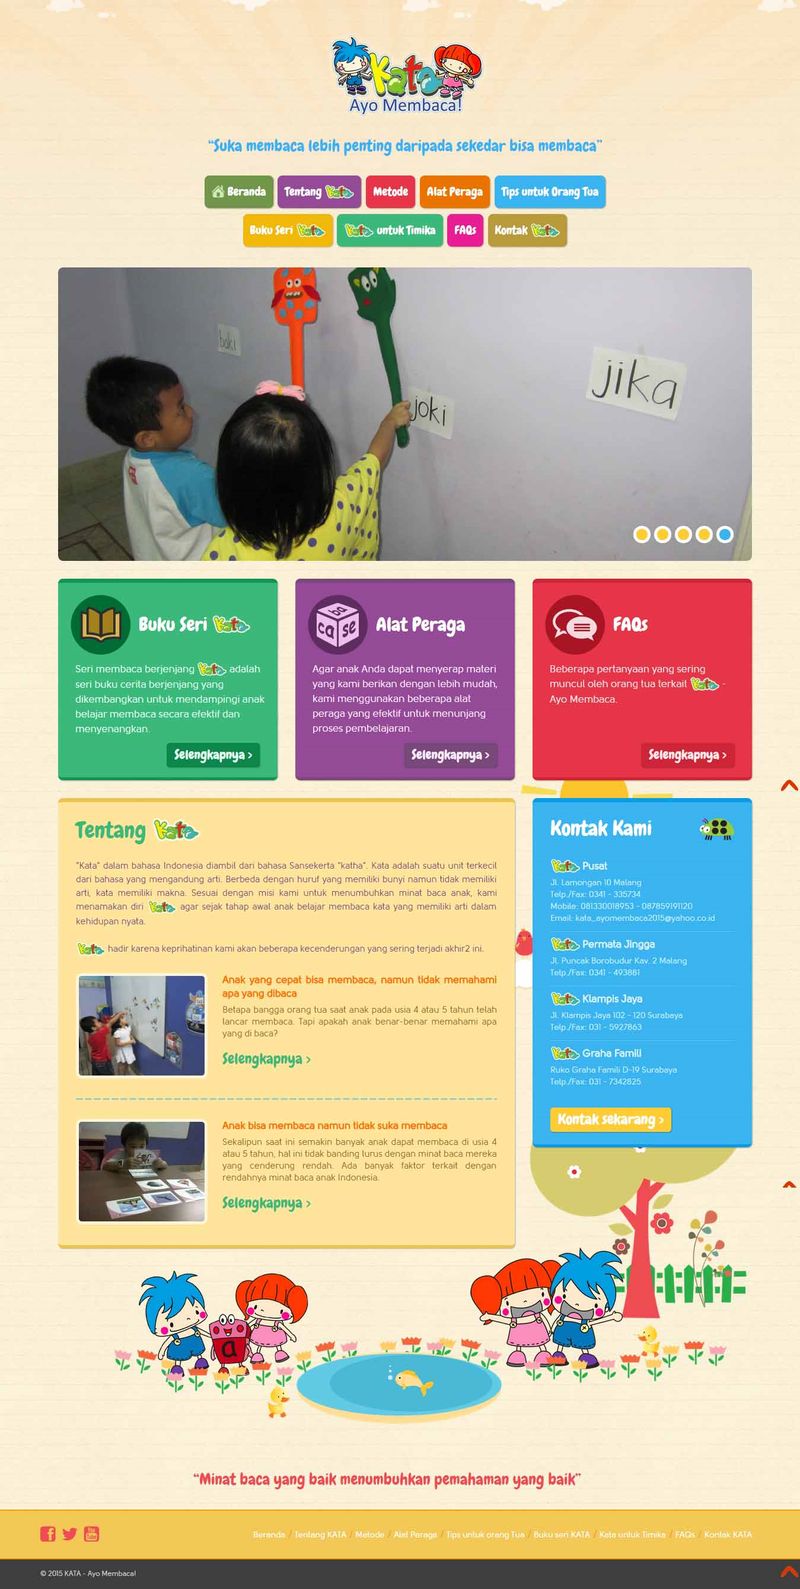 Kata
Ayo Membaca!
“Suka membaca lebih penting daripada sekedar bisa membaca”
Beranda Tentang Kata Metode Alat Peraga Tips untuk Orang Tua
Buku Seri Kata Kata untuk Timika FAQs Kontak Kata
baki
joki
jika
Buku Seri Kata
Seri membaca berjenjang Kata adalah
seri buku cerita berjenjang yang
dikembangkan untuk mendampingi anak
belajar membaca secara efektif dan
menyenangkan.
Selengkapnya >
ba
ca se
Alat Peraga
Agar anak Anda dapat menyerap materi
yang kami berikan dengan lebih mudah,
kami menggunakan beberapa alat
peraga yang efektif untuk menunjang
proses pembelajaran.
Selengkapnya >
FAQs
Beberapa pertanyaan yang sering
muncul oleh orang tua terkait Kata -
Ayo Membaca.
Selengkapnya >
Tentang Kata
"Kata" dalam bahasa Indonesia diambil dari bahasa Sansekerta "katha". Kata adalah suatu unit terkecil
dari bahasa yang mengandung arti. Berbeda dengan huruf yang memiliki bunyi namun tidak memiliki
arti, kata memiliki makna. Sesuai dengan misi kami untuk menumbuhkan minat baca anak, kami
menamakan diri Kata agar sejak tahap awal anak belajar membaca kata yang memiliki arti dalam
kehidupan nyata.
Kata hadir karena keprihatinan kami akan beberapa kecenderungan yang sering terjadi akhir2 ini.
Anak yang cepat bisa membaca, namun tidak memahami
apa yang dibaca
Betapa bangga orang tua saat anak pada usia 4 atau 5 tahun telah
lancar membaca. Tapi apakah anak benar-benar memahami apa
yang di baca?
Selengkapnya >
Anak bisa membaca namun tidak suka membaca
Sekalipun saat ini semakin banyak anak dapat membaca di usia 4
atau 5 tahun, hal ini tidak banding lurus dengan minat baca mereka
yang cenderung rendah. Ada banyak faktor terkait dengan
rendahnya minat baca anak Indonesia.
Selengkapnya >
Kontak Kami
Kata Pusat
Jl. Lamongan 10 Malang
Telp./Fax: 0341 - 335734
Mobile: 081330018953 - 087859191120
Email: kata_ayomembaca2015@yahoo.co.id
Kata Permata Jingga
Jl. Puncak Borobudur Kav. 2 Malang
Telp./Fax: 0341 - 493861
Kata Klampis Jaya
Jl. Klampis Jaya 102 - 120 Surabaya
Telp./Fax: 031 - 5927863
Kata Graha Famili
Ruko Graha Famili D-19 Surabaya
Telp./Fax: 031 - 7342825
Kontak sekarang >
a
“Minat baca yang baik menumbuhkan pemahaman yang baik”
Beranda / Tentang KATA / Metode / Alat Peraga / Tips untuk orang Tua / Buku seri KATA / Kata untuk Timika / FAQs / Kontak KATA
© 2015 KATA - Ayo Membaca!